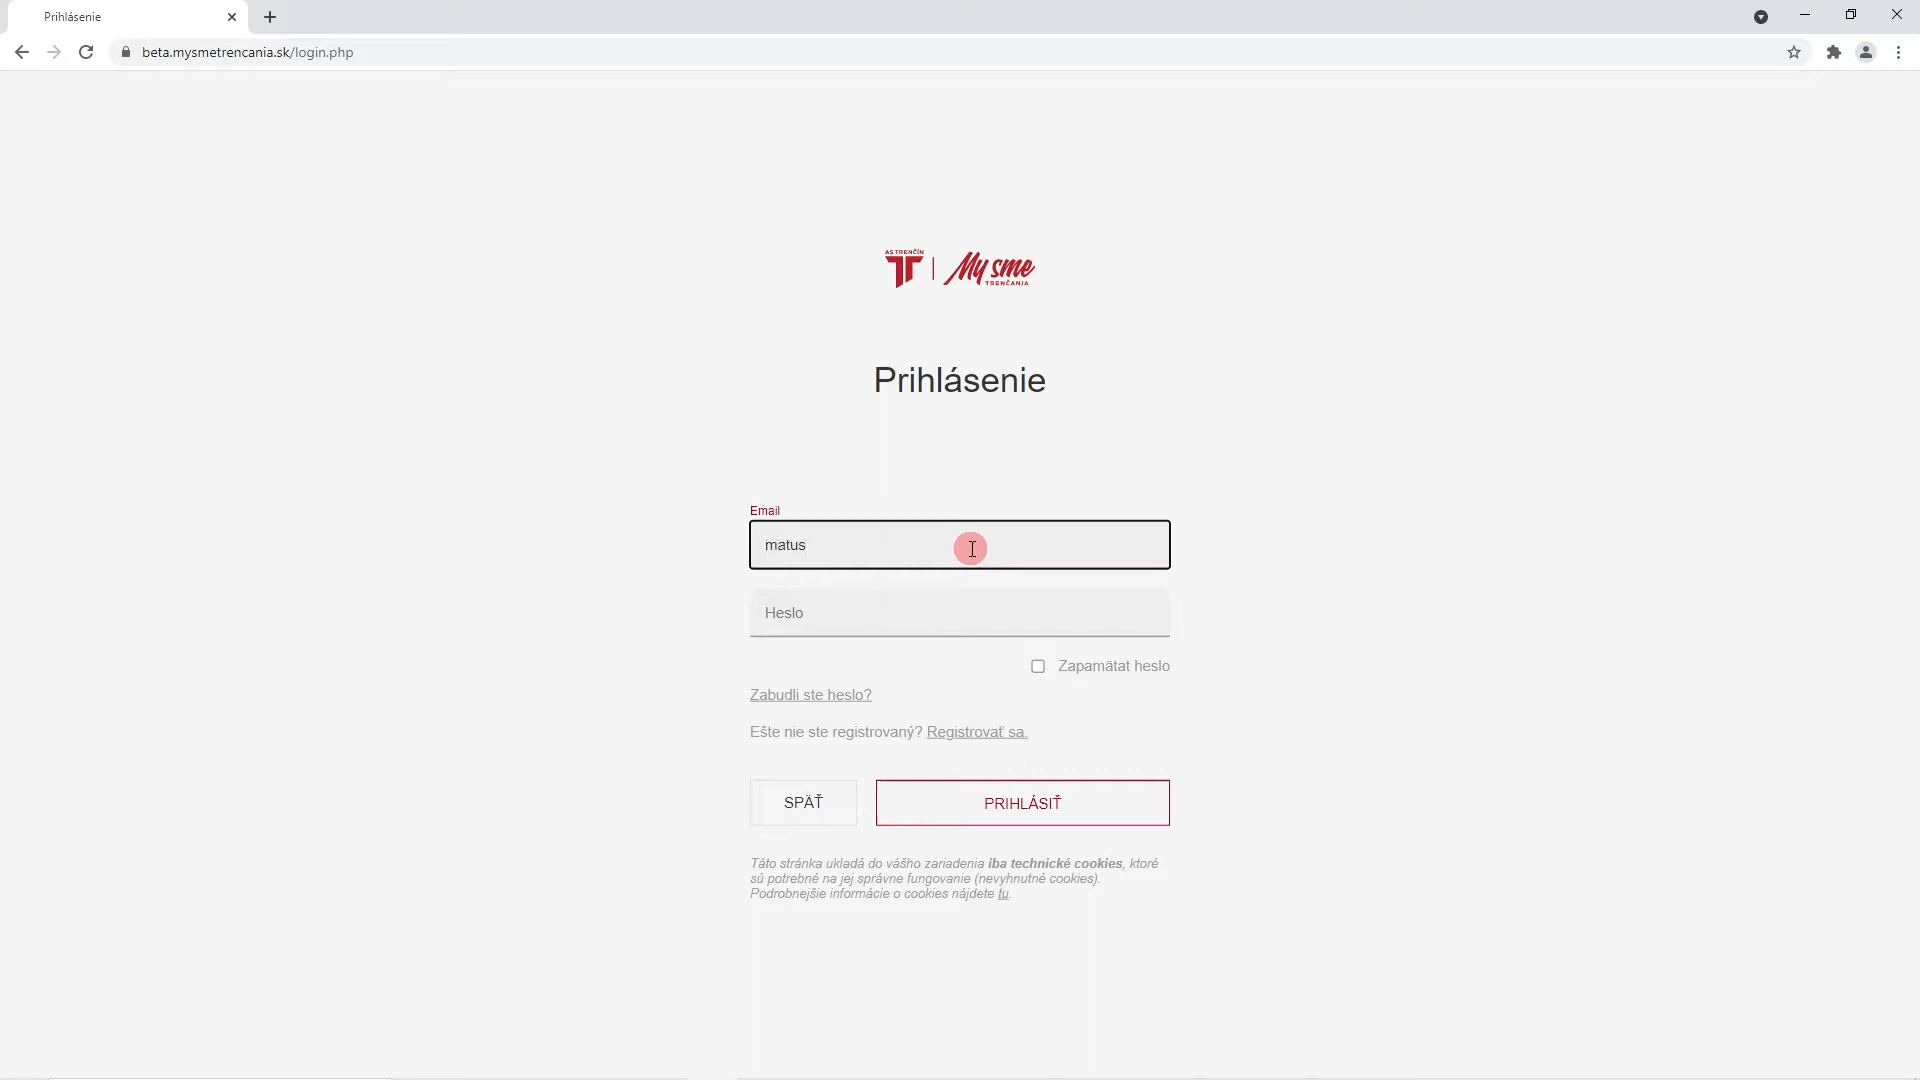 Prihlásenie
beta.mysmetrencania.sk/login.php
AS TRENČÍN
My sme
TRENČANIA
Prihlásenie
Email
matus
Heslo
Zapamätat heslo
Zabudli ste heslo?
Ešte nie ste registrovaný? Registrovať sa.
SPÄŤ
PRIHLÁSIŤ
Táto stránka ukladá do vášho zariadenia iba technické cookies, ktoré
sú potrebné na jej správne fungovanie (nevyhnutné cookies).
Podrobnejšie informácie o cookies nájdete tu.